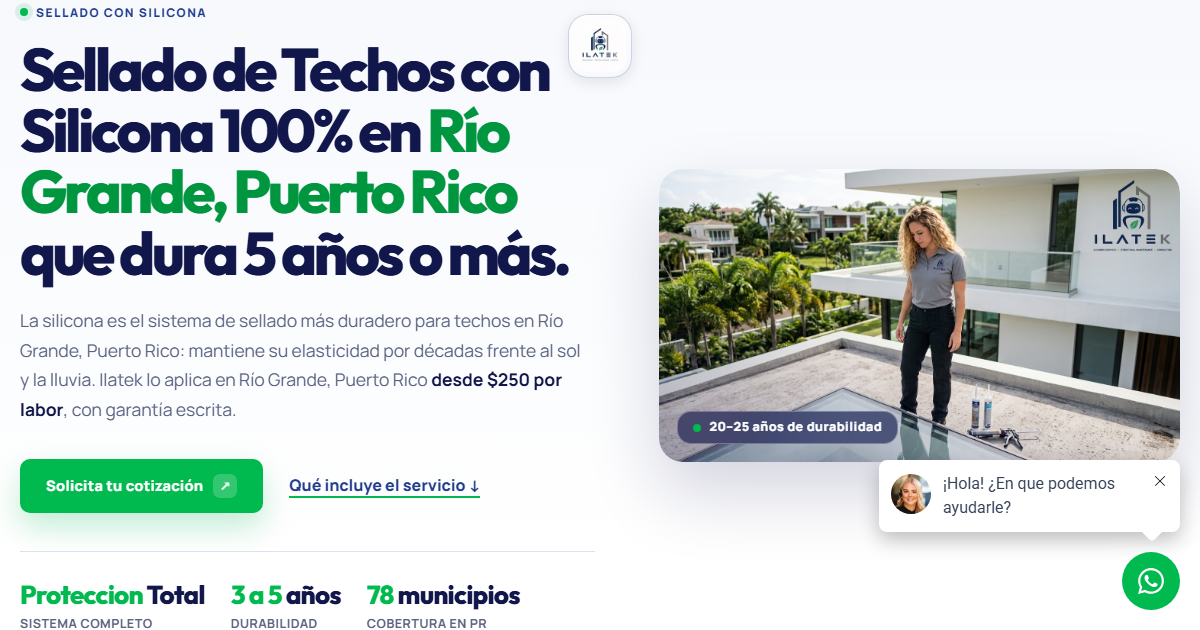 SELLADO CON SILICONA
ILATEK
Sellado de Techos con
Silicona 100% en Río
Grande, Puerto Rico
que dura 5 años o más.
La silicona es el sistema de sellado más duradero para techos en Río
Grande, Puerto Rico: mantiene su elasticidad por décadas frente al sol
y la lluvia. Ilatek lo aplica en Río Grande, Puerto Rico desde $250 por
labor, con garantía escrita.
Solicita tu cotización ↗
Qué incluye el servicio ↓
Proteccion Total
SISTEMA COMPLETO
3 a 5 años
DURABILIDAD
78 municipios
COBERTURA EN PR
ILATEK
20–25 años de durabilidad
¡Hola! ¿En que podemos
ayudarle?